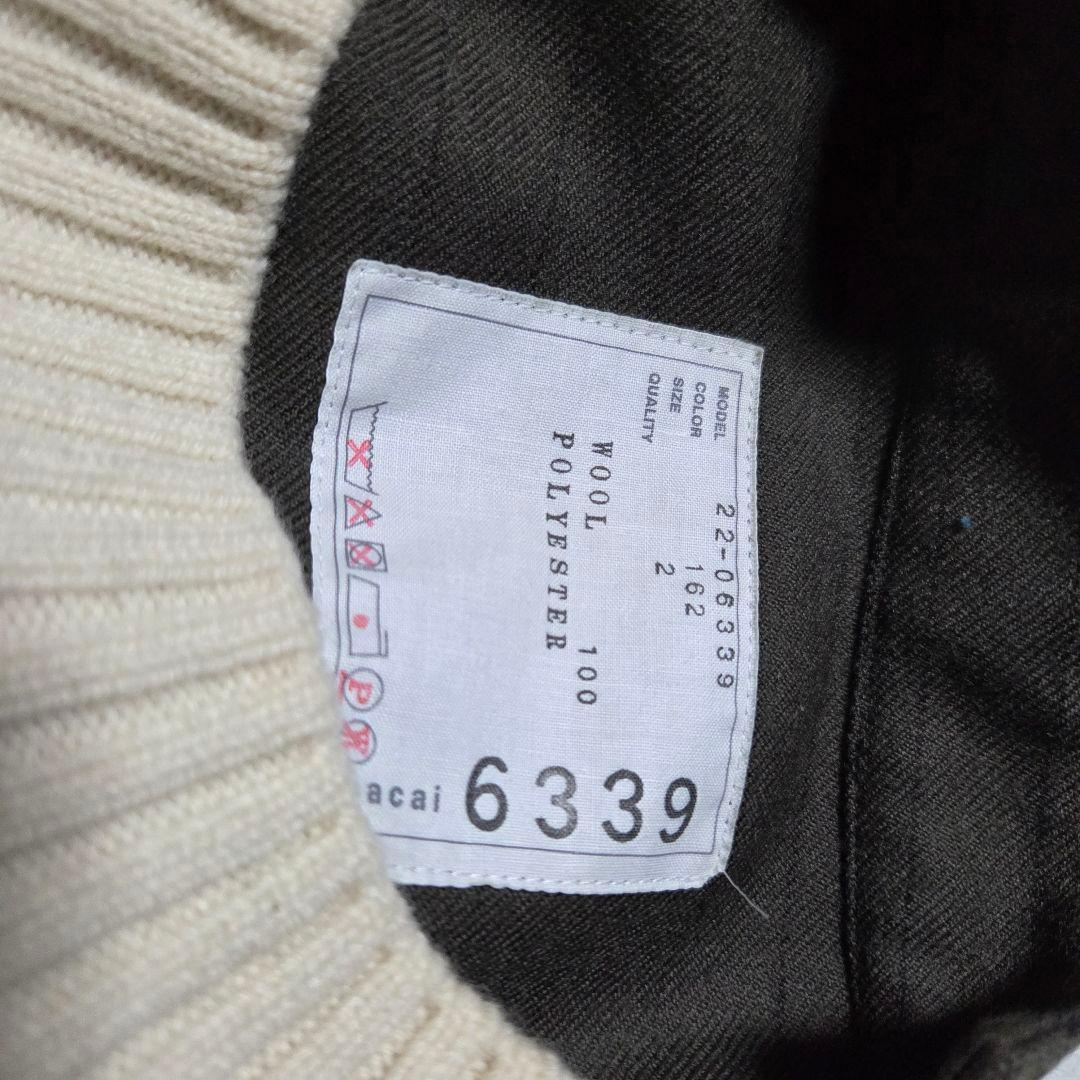 MODEL 22-06339
COLOR 162
SIZE 2
QUALITY
WOOL 100
POLYESTER
P
W
acai 6339